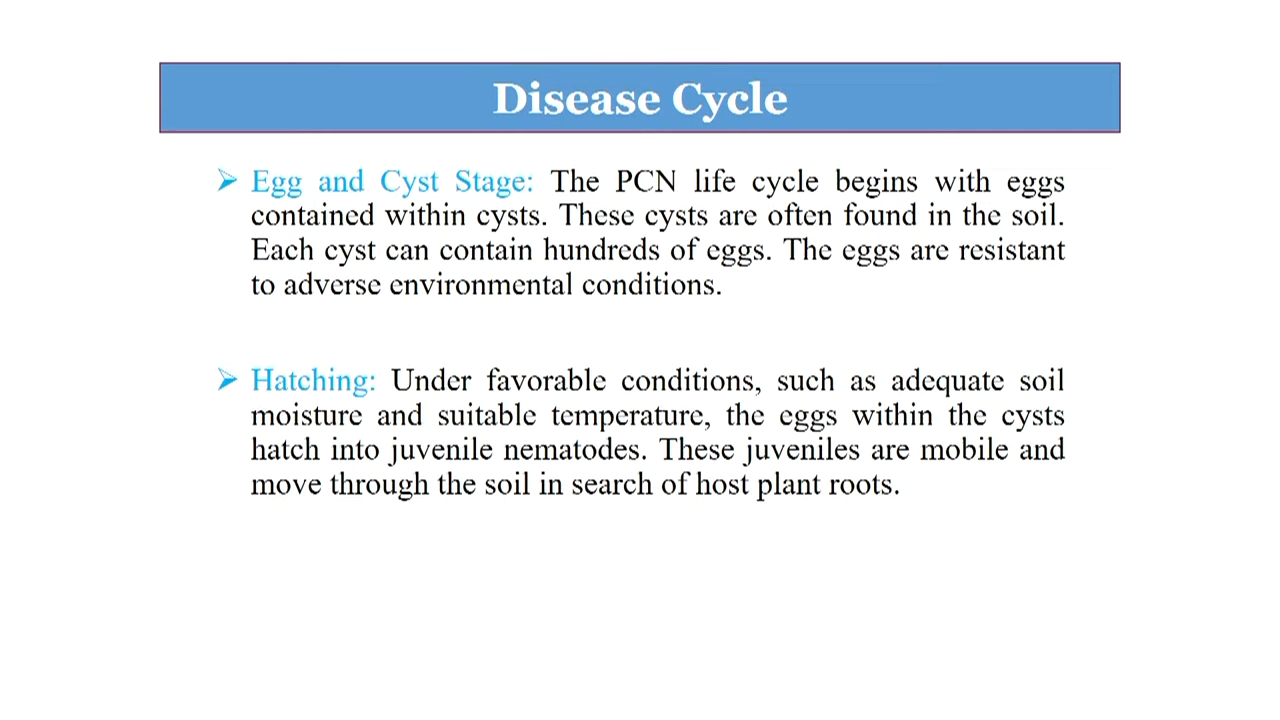 Disease Cycle
➢ Egg and Cyst Stage: The PCN life cycle begins with eggs
contained within cysts. These cysts are often found in the soil.
Each cyst can contain hundreds of eggs. The eggs are resistant
to adverse environmental conditions.
➢ Hatching: Under favorable conditions, such as adequate soil
moisture and suitable temperature, the eggs within the cysts
hatch into juvenile nematodes. These juveniles are mobile and
move through the soil in search of host plant roots.